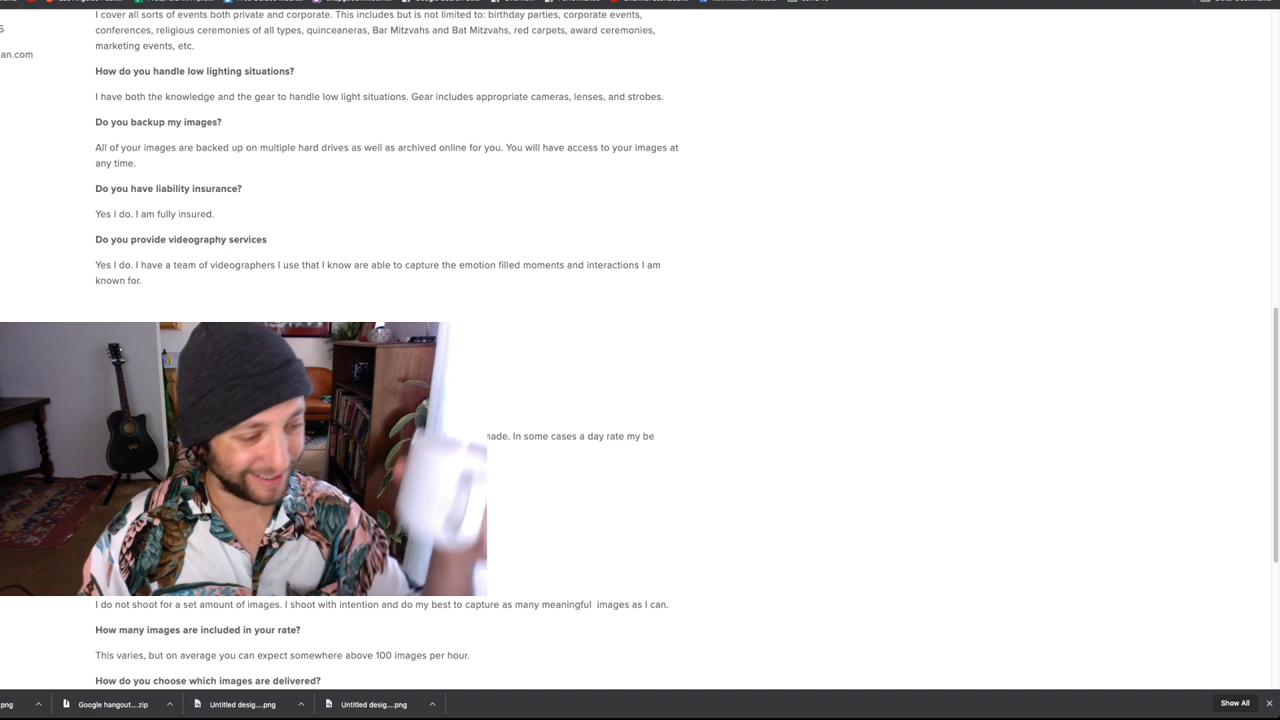 I cover all sorts of events both private and corporate. This includes but is not limited to: birthday parties, corporate events,
5
conferences, religious ceremonies of all types, quinceaneras, Bar Mitzvahs and Bat Mitzvahs, red carpets, award ceremonies,
marketing events, etc.
an.com
How do you handle low lighting situations?
I have both the knowledge and the gear to handle low light situations. Gear includes appropriate cameras, lenses, and strobes.
Do you backup my images?
All of your images are backed up on multiple hard drives as well as archived online for you. You will have access to your images at
any time.
Do you have liability insurance?
Yes I do. I am fully insured.
Do you provide videography services
Yes I do. I have a team of videographers I use that I know are able to capture the emotion filled moments and interactions I am
known for.
made. In some cases a day rate my be
I do not shoot for a set amount of images. I shoot with intention and do my best to capture as many meaningful images as I can.
How many images are included in your rate?
This varies, but on average you can expect somewhere above 100 images per hour.
How do you choose which images are delivered?
.png Google hangout....zip Untitled desig....png Untitled desig....png Show All